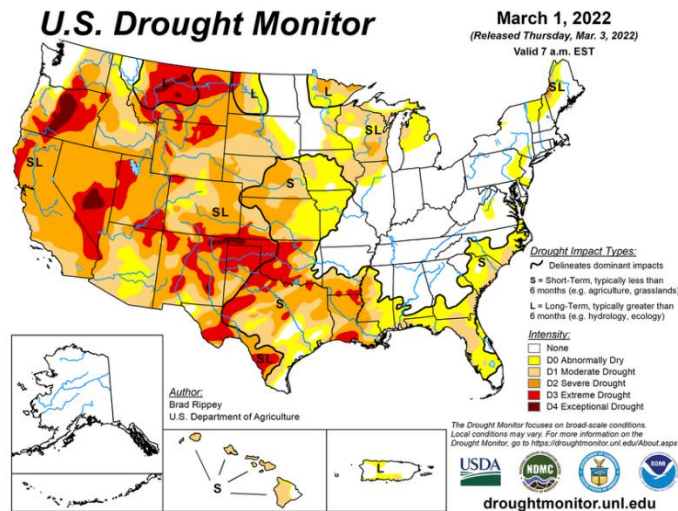 U.S. Drought Monitor
March 1, 2022
(Released Thursday, Mar. 3, 2022)
Valid 7 a.m. EST
L
L
L
SL
SL
SL
S
SL
S
S
SL
Drought Impact Types:
Delineates dominant impacts
S = Short-Term, typically less than
6 months (e.g. agriculture, grasslands)
L = Long-Term, typically greater than
6 months (e.g. hydrology, ecology)
Intensity:
None
D0 Abnormally Dry
D1 Moderate Drought
D2 Severe Drought
D3 Extreme Drought
D4 Exceptional Drought
Author:
Brad Rippey
U.S. Department of Agriculture
S
L
The Drought Monitor focuses on broad-scale conditions.
Local conditions may vary. For more information on the
Drought Monitor, go to https://droughtmonitor.unl.edu/About.aspx
USDA
NDMC
NOAA
droughtmonitor.unl.edu